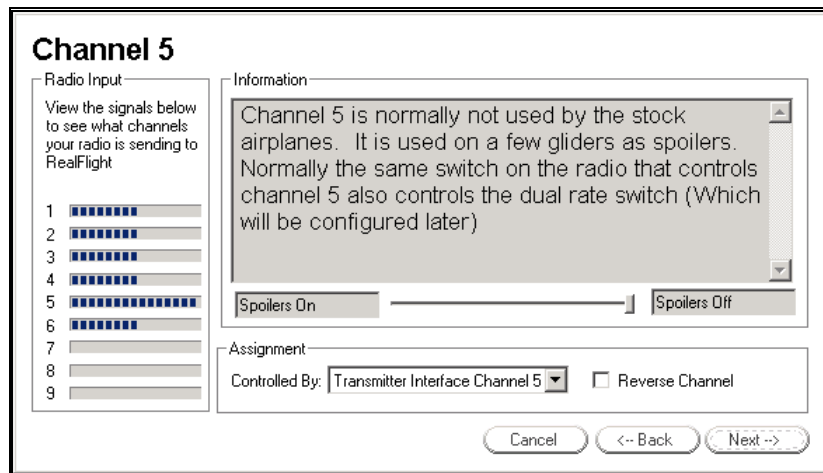 Channel 5
Radio Input
View the signals below
to see what channels
your radio is sending to
RealFlight
1
2
3
4
5
6
7
8
9
Information
Channel 5 is normally not used by the stock
airplanes.  It is used on a few gliders as spoilers.
Normally the same switch on the radio that controls
channel 5 also controls the dual rate switch (Which
will be configured later)
Spoilers On
Spoilers Off
Assignment
Controlled By: Transmitter Interface Channel 5
Reverse Channel
Cancel
<-- Back
Next -->